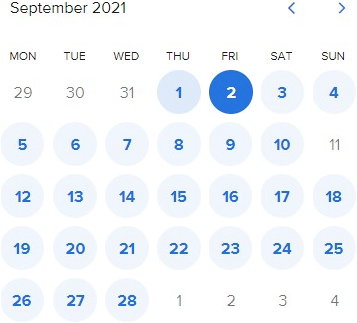 September 2021
MON TUE WED THU FRI SAT SUN
29 30 31 1 2 3 4
5 6 7 8 9 10 11
12 13 14 15 16 17 18
19 20 21 22 23 24 25
26 27 28 1 2 3 4